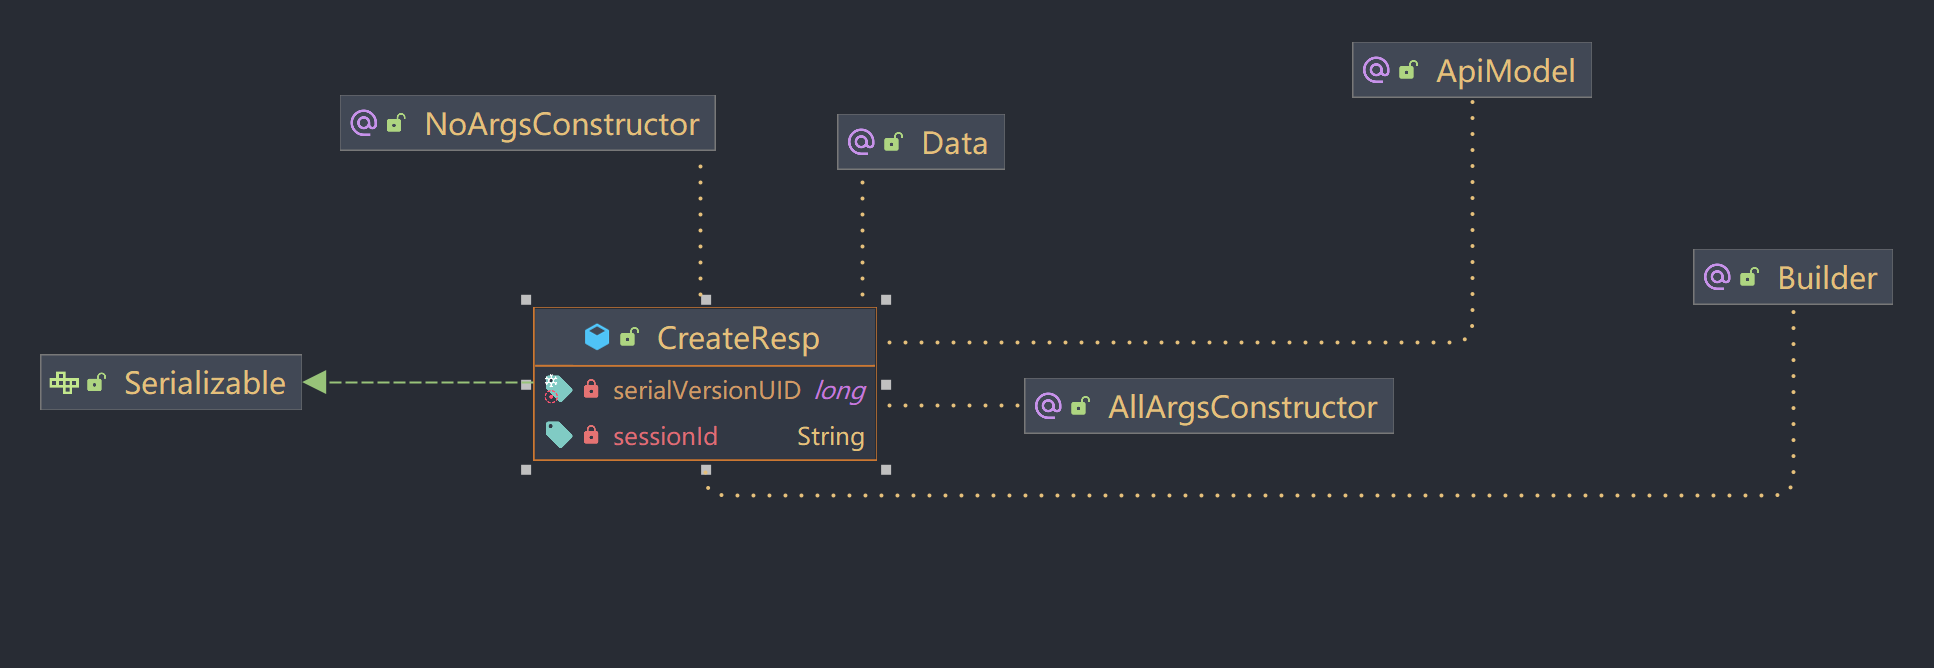 ApiModel
NoArgsConstructor
Data
Builder
CreateResp
Serializable
serialVersionUID long
AllArgsConstructor
sessionId String